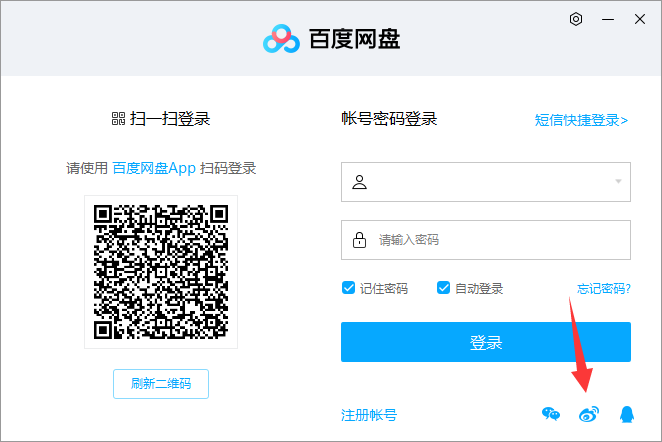 百度网盘
扫一扫登录
请使用 百度网盘App 扫码登录
刷新二维码
帐号密码登录
短信快捷登录>
请输入密码
记住密码
自动登录
忘记密码?
登录
注册帐号